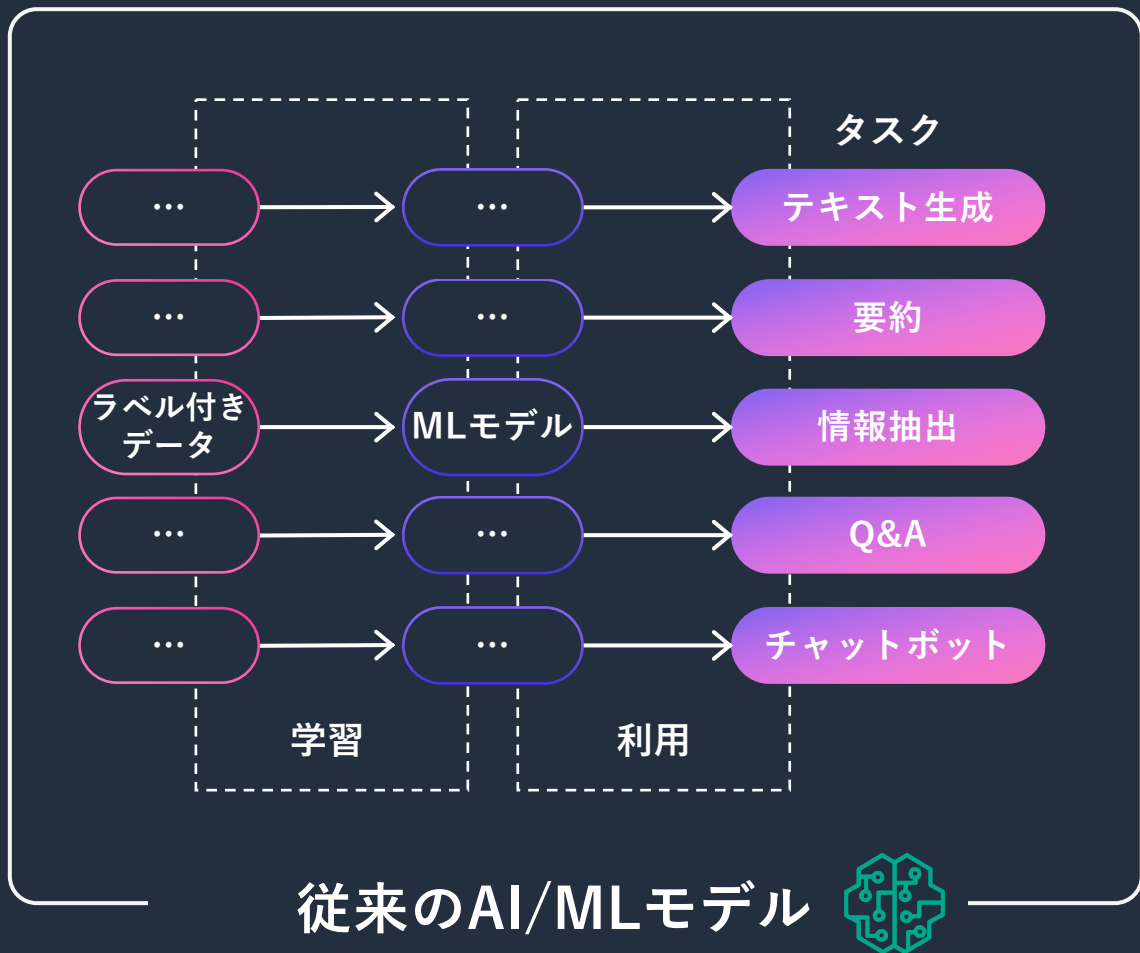 タスク
… … テキスト生成
… … 要約
ラベル付き
データ
MLモデル
情報抽出
… … Q&A
… … チャットボット
学習
利用
従来のAI/MLモデル